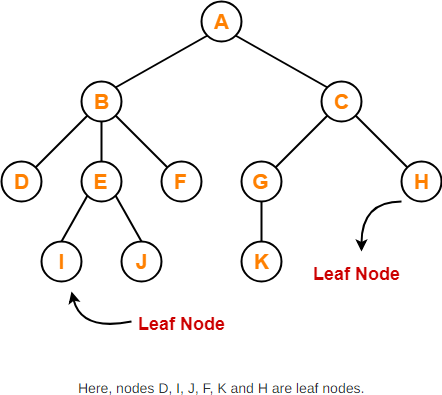 A
B C
D E F G H
I J K
Leaf Node
Leaf Node
Here, nodes D, I, J, F, K and H are leaf nodes.